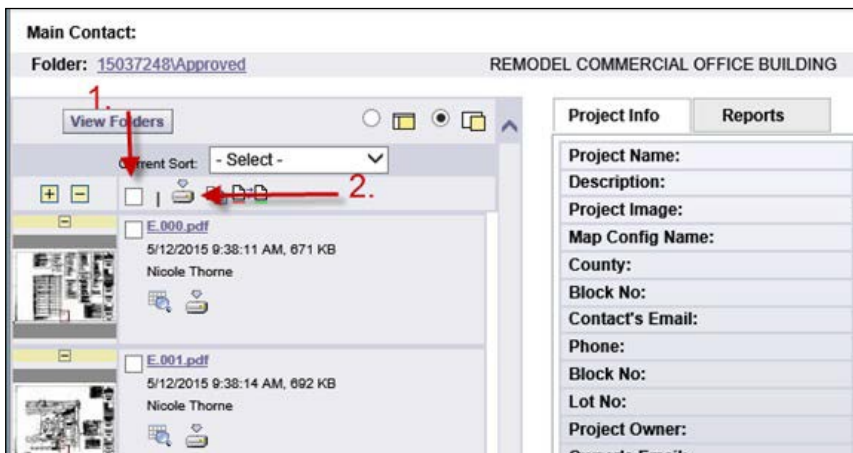 Main Contact:
Folder: 15037248\Approved
REMODEL COMMERCIAL OFFICE BUILDING
1.
View Folders
Current Sort: - Select -
2.
E.000.pdf
5/12/2015 9:38:11 AM, 671 KB
Nicole Thorne
E.001.pdf
5/12/2015 9:38:14 AM, 692 KB
Nicole Thorne
Project Info
Reports
Project Name:
Description:
Project Image:
Map Config Name:
County:
Block No:
Contact's Email:
Phone:
Block No:
Lot No:
Project Owner: